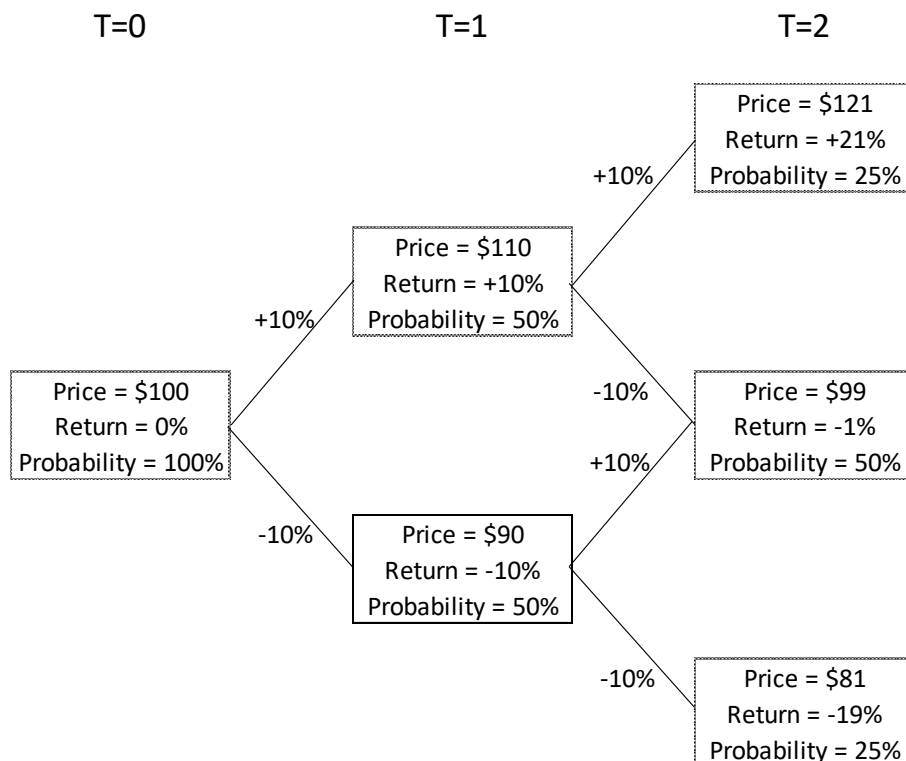 T=0
T=1
T=2
Price = $121
Return = +21%
Probability = 25%
+10%
Price = $110
Return = +10%
Probability = 50%
+10%
Price = $100
Return = 0%
Probability = 100%
-10%
Price = $99
Return = -1%
Probability = 50%
+10%
-10%
Price = $90
Return = -10%
Probability = 50%
-10%
Price = $81
Return = -19%
Probability = 25%